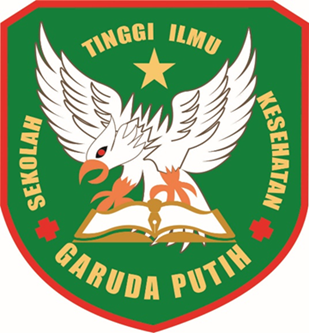 SEKOLAH TINGGI ILMU KESEHATAN
GARUDA PUTIH